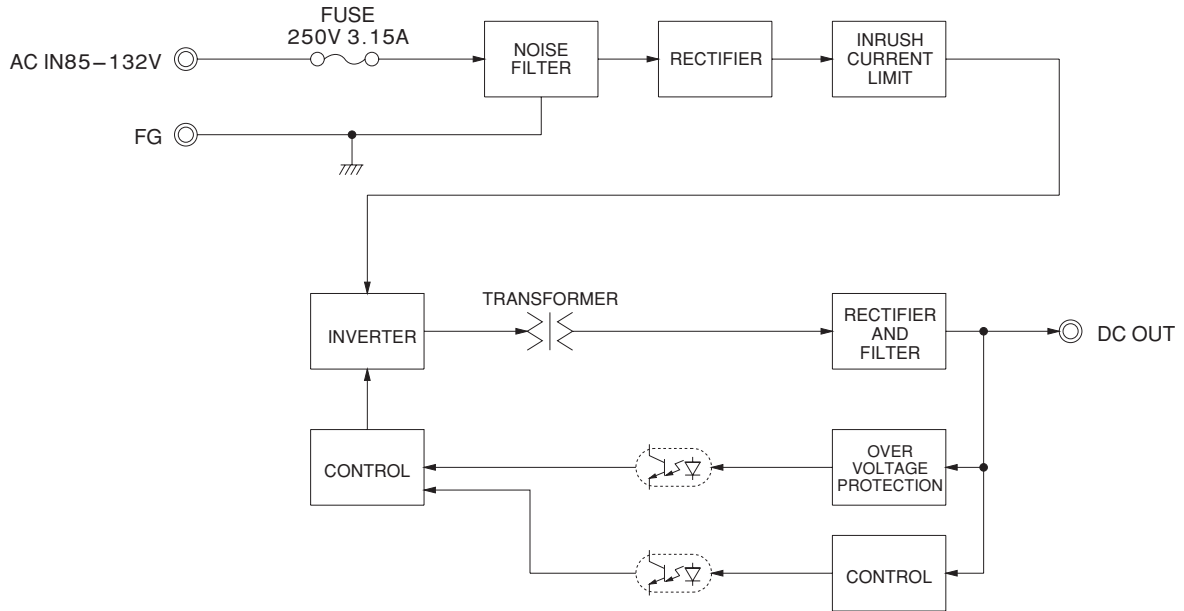 FUSE
250V 3.15A
AC IN85–132V
NOISE
FILTER
RECTIFIER
INRUSH
CURRENT
LIMIT
FG
TRANSFORMER
INVERTER
RECTIFIER
AND
FILTER
DC OUT
CONTROL
OVER
VOLTAGE
PROTECTION
CONTROL